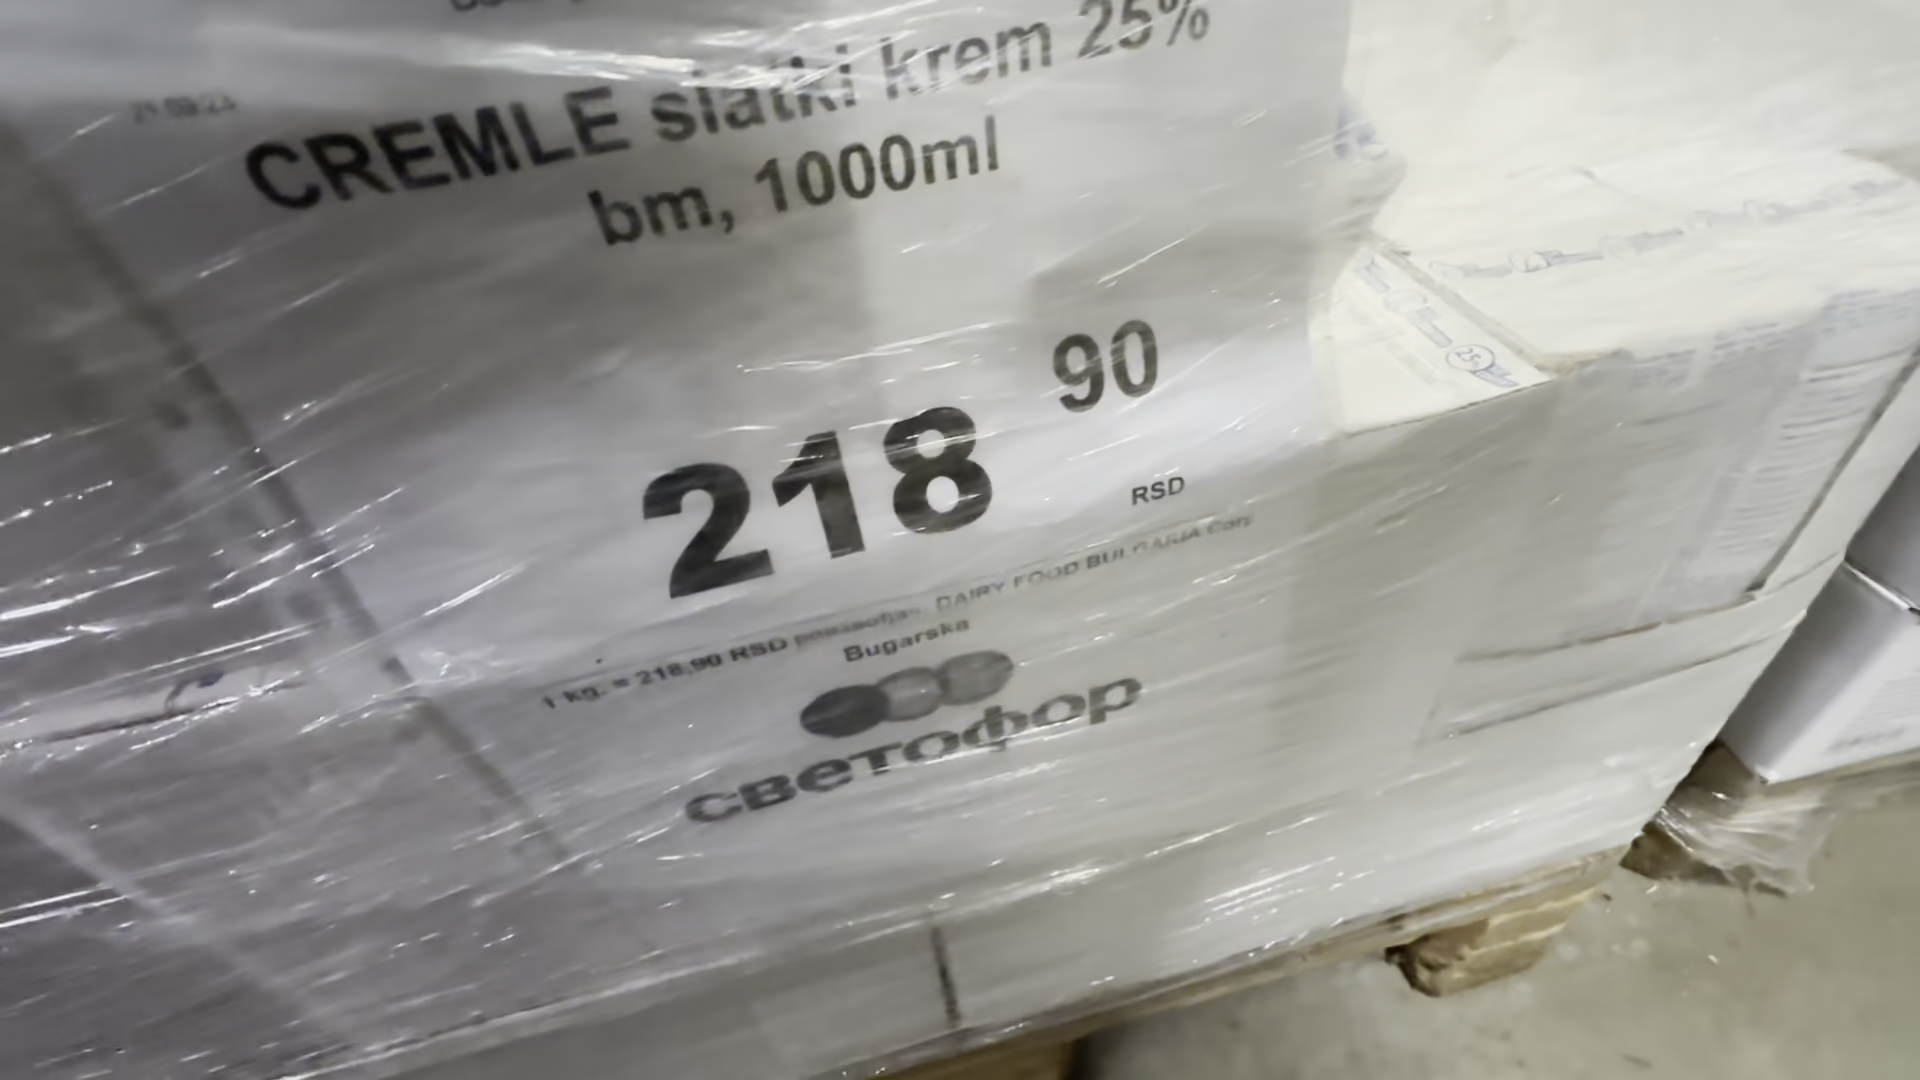 CREMLE slatki krem 25%
bm, 1000ml
218 90
RSD
1 kg. = 218,90 RSD DAIRY FOOD BULGARIA
Bugarska
светофор
25